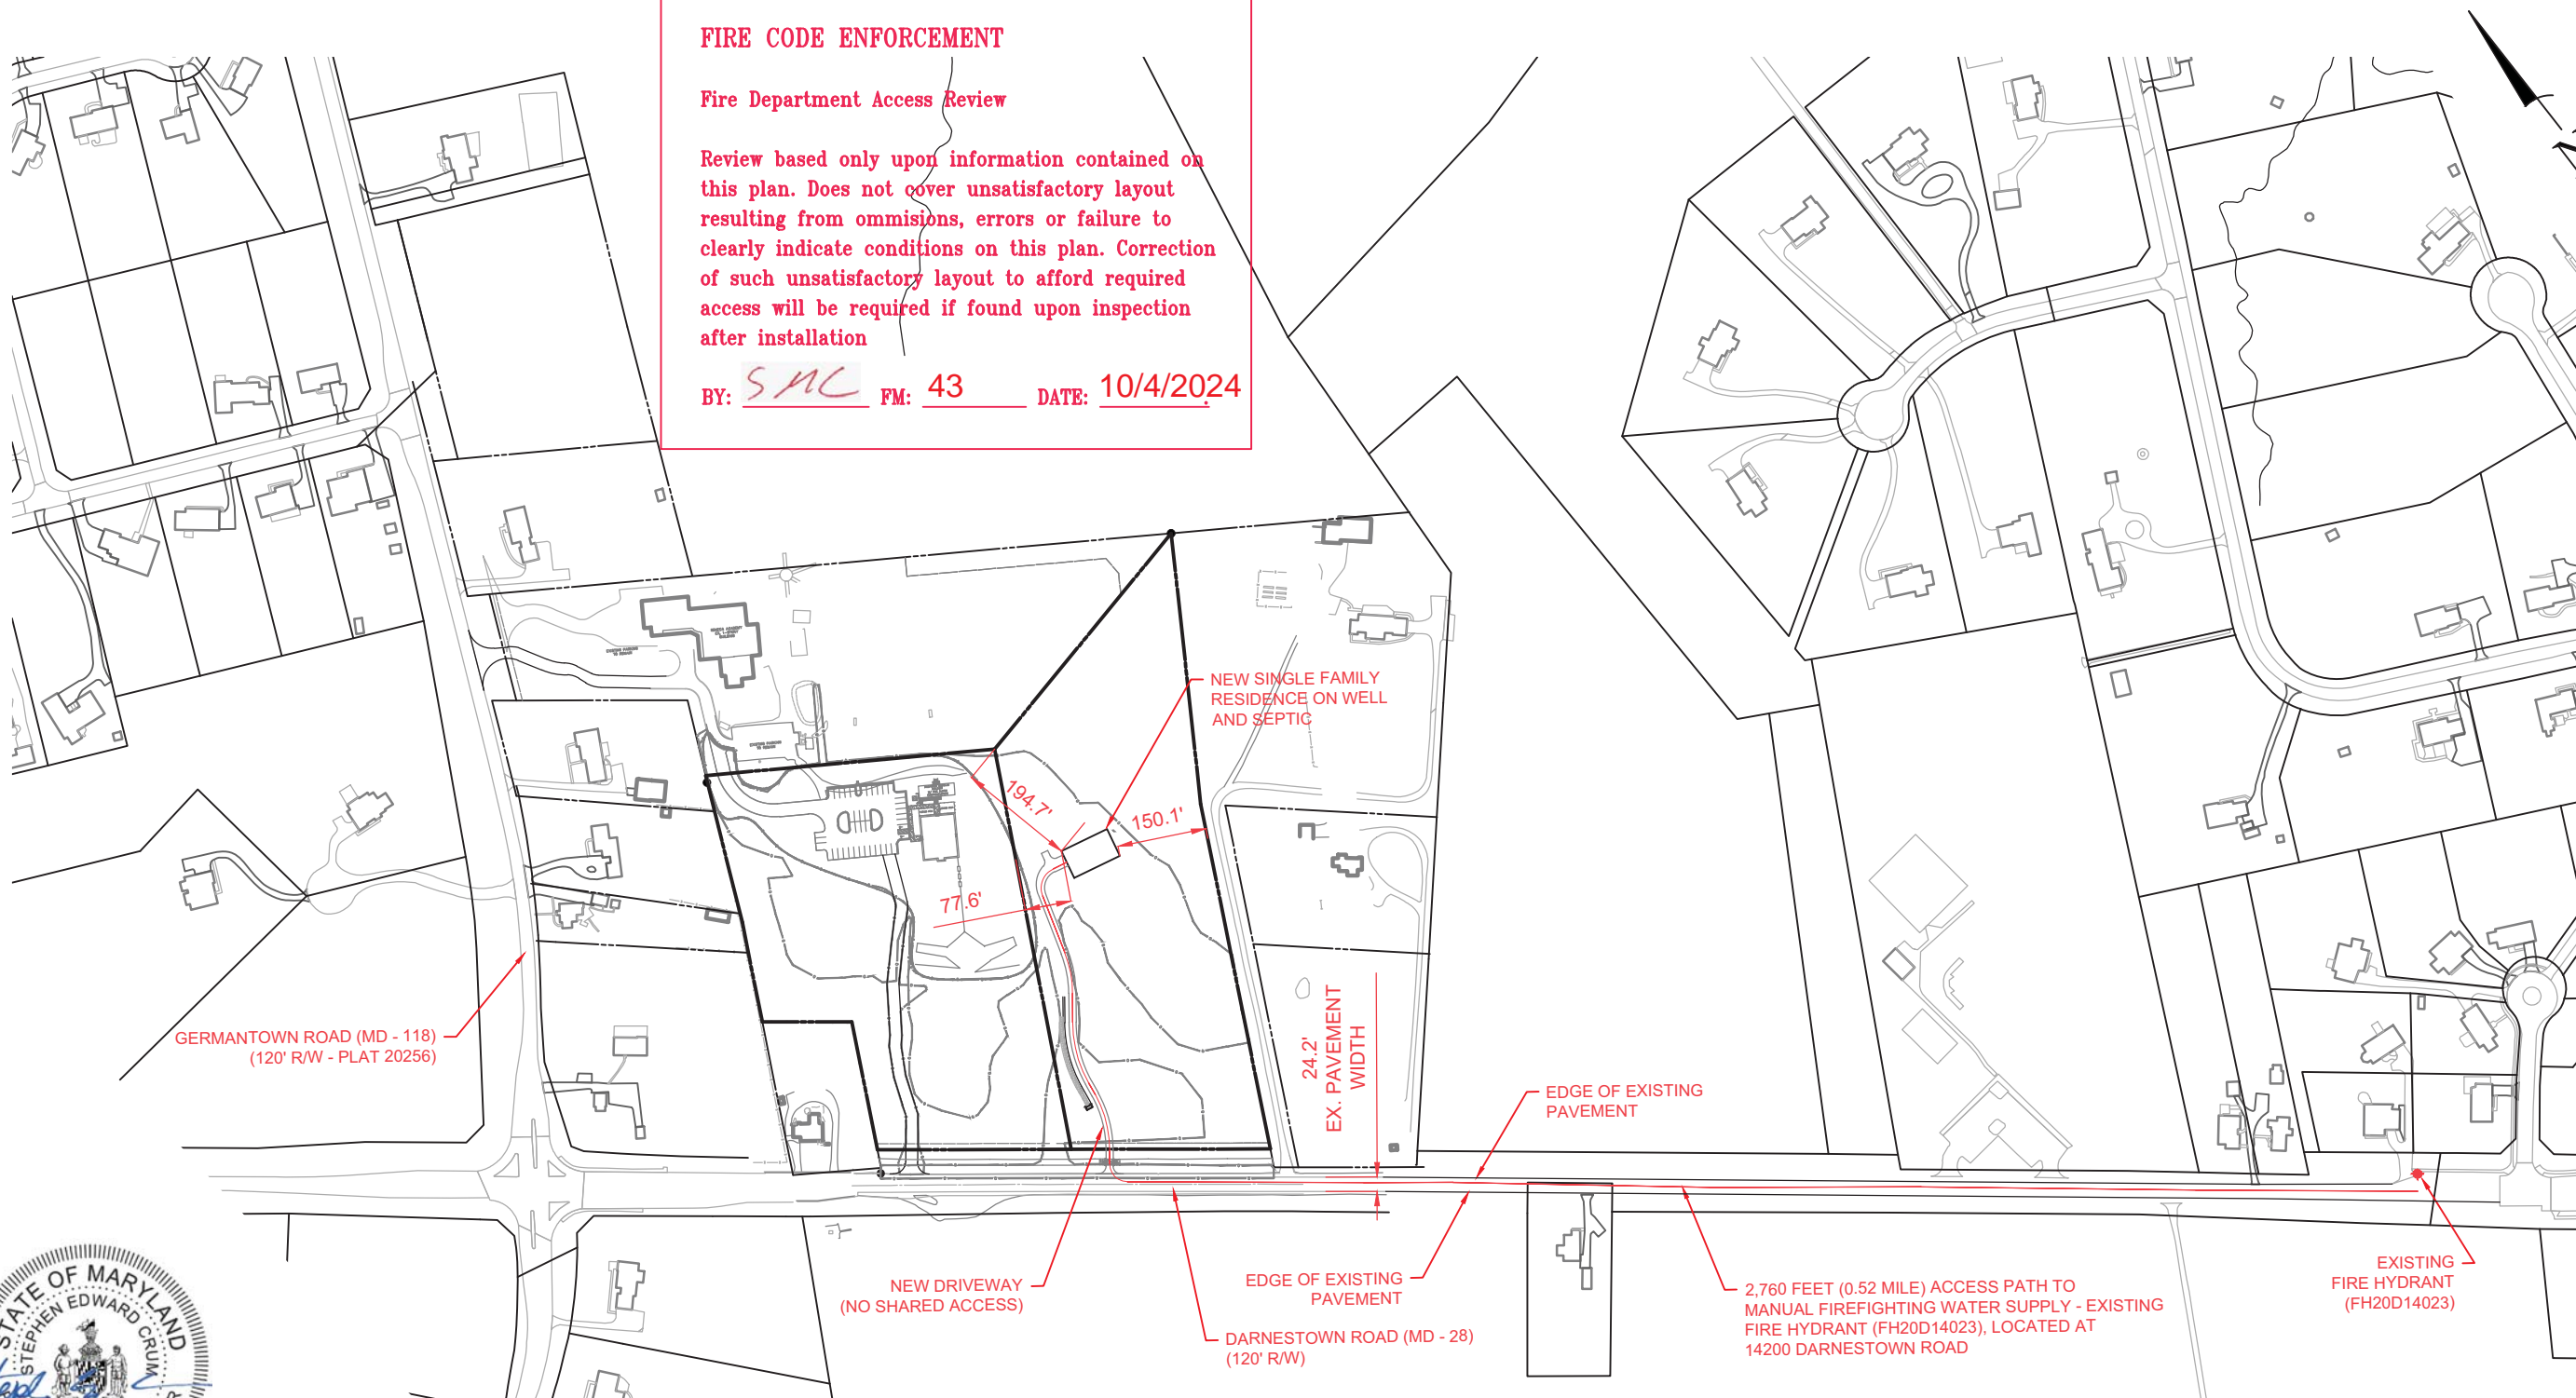 FIRE CODE ENFORCEMENT
Fire Department Access Review
Review based only upon information contained on
this plan. Does not cover unsatisfactory layout
resulting from ommisions, errors or failure to
clearly indicate conditions on this plan. Correction
of such unsatisfactory layout to afford required
access will be required if found upon inspection
after installation
BY: SMC FM: 43 DATE: 10/4/2024
NEW SINGLE FAMILY
RESIDENCE ON WELL
AND SEPTIC
194.7'
150.1'
77.6'
GERMANTOWN ROAD (MD - 118)
(120' R/W - PLAT 20256)
24.2'
EX. PAVEMENT
WIDTH
EDGE OF EXISTING
PAVEMENT
NEW DRIVEWAY
(NO SHARED ACCESS)
EDGE OF EXISTING
PAVEMENT
DARNESTOWN ROAD (MD - 28)
(120' R/W)
2,760 FEET (0.52 MILE) ACCESS PATH TO
MANUAL FIREFIGHTING WATER SUPPLY - EXISTING
FIRE HYDRANT (FH20D14023), LOCATED AT
14200 DARNESTOWN ROAD
EXISTING
FIRE HYDRANT
(FH20D14023)
STATE OF MARYLAND
STEPHEN EDWARD CRUM